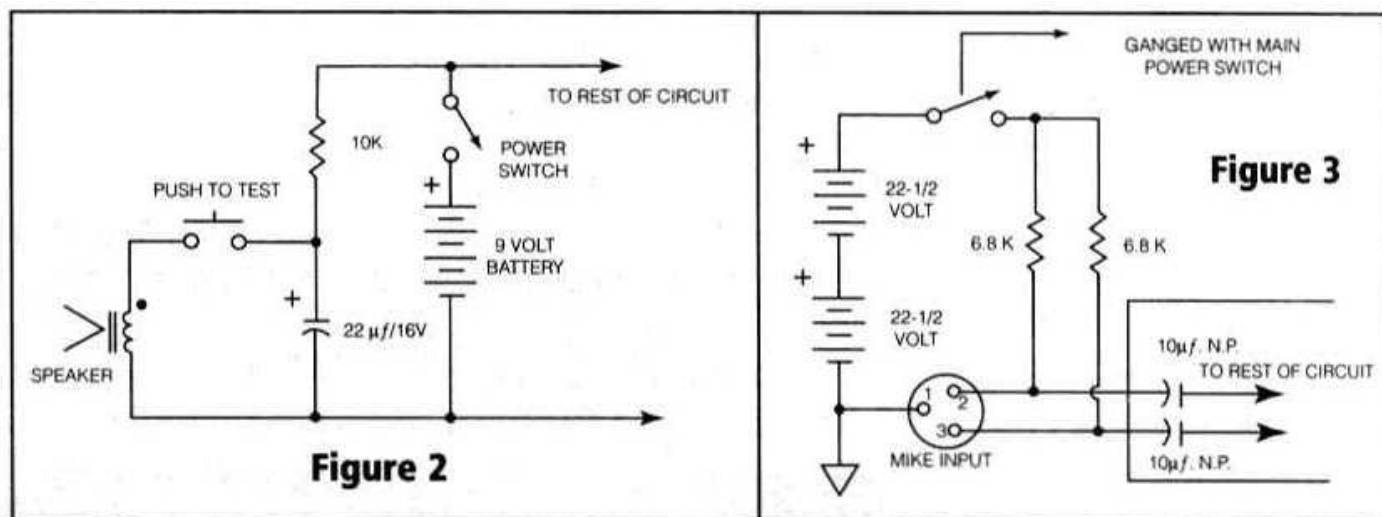 TO REST OF CIRCUIT
10K
POWER
SWITCH
PUSH TO TEST
+
9 VOLT
BATTERY
+
22 µf/16V
SPEAKER
Figure 2
GANGED WITH MAIN
POWER SWITCH
+
Figure 3
22-1/2
VOLT
6.8 K
6.8 K
+
22-1/2
VOLT
10µf. N.P.
TO REST OF CIRCUIT
1
2
3
MIKE INPUT
10µf. N.P.